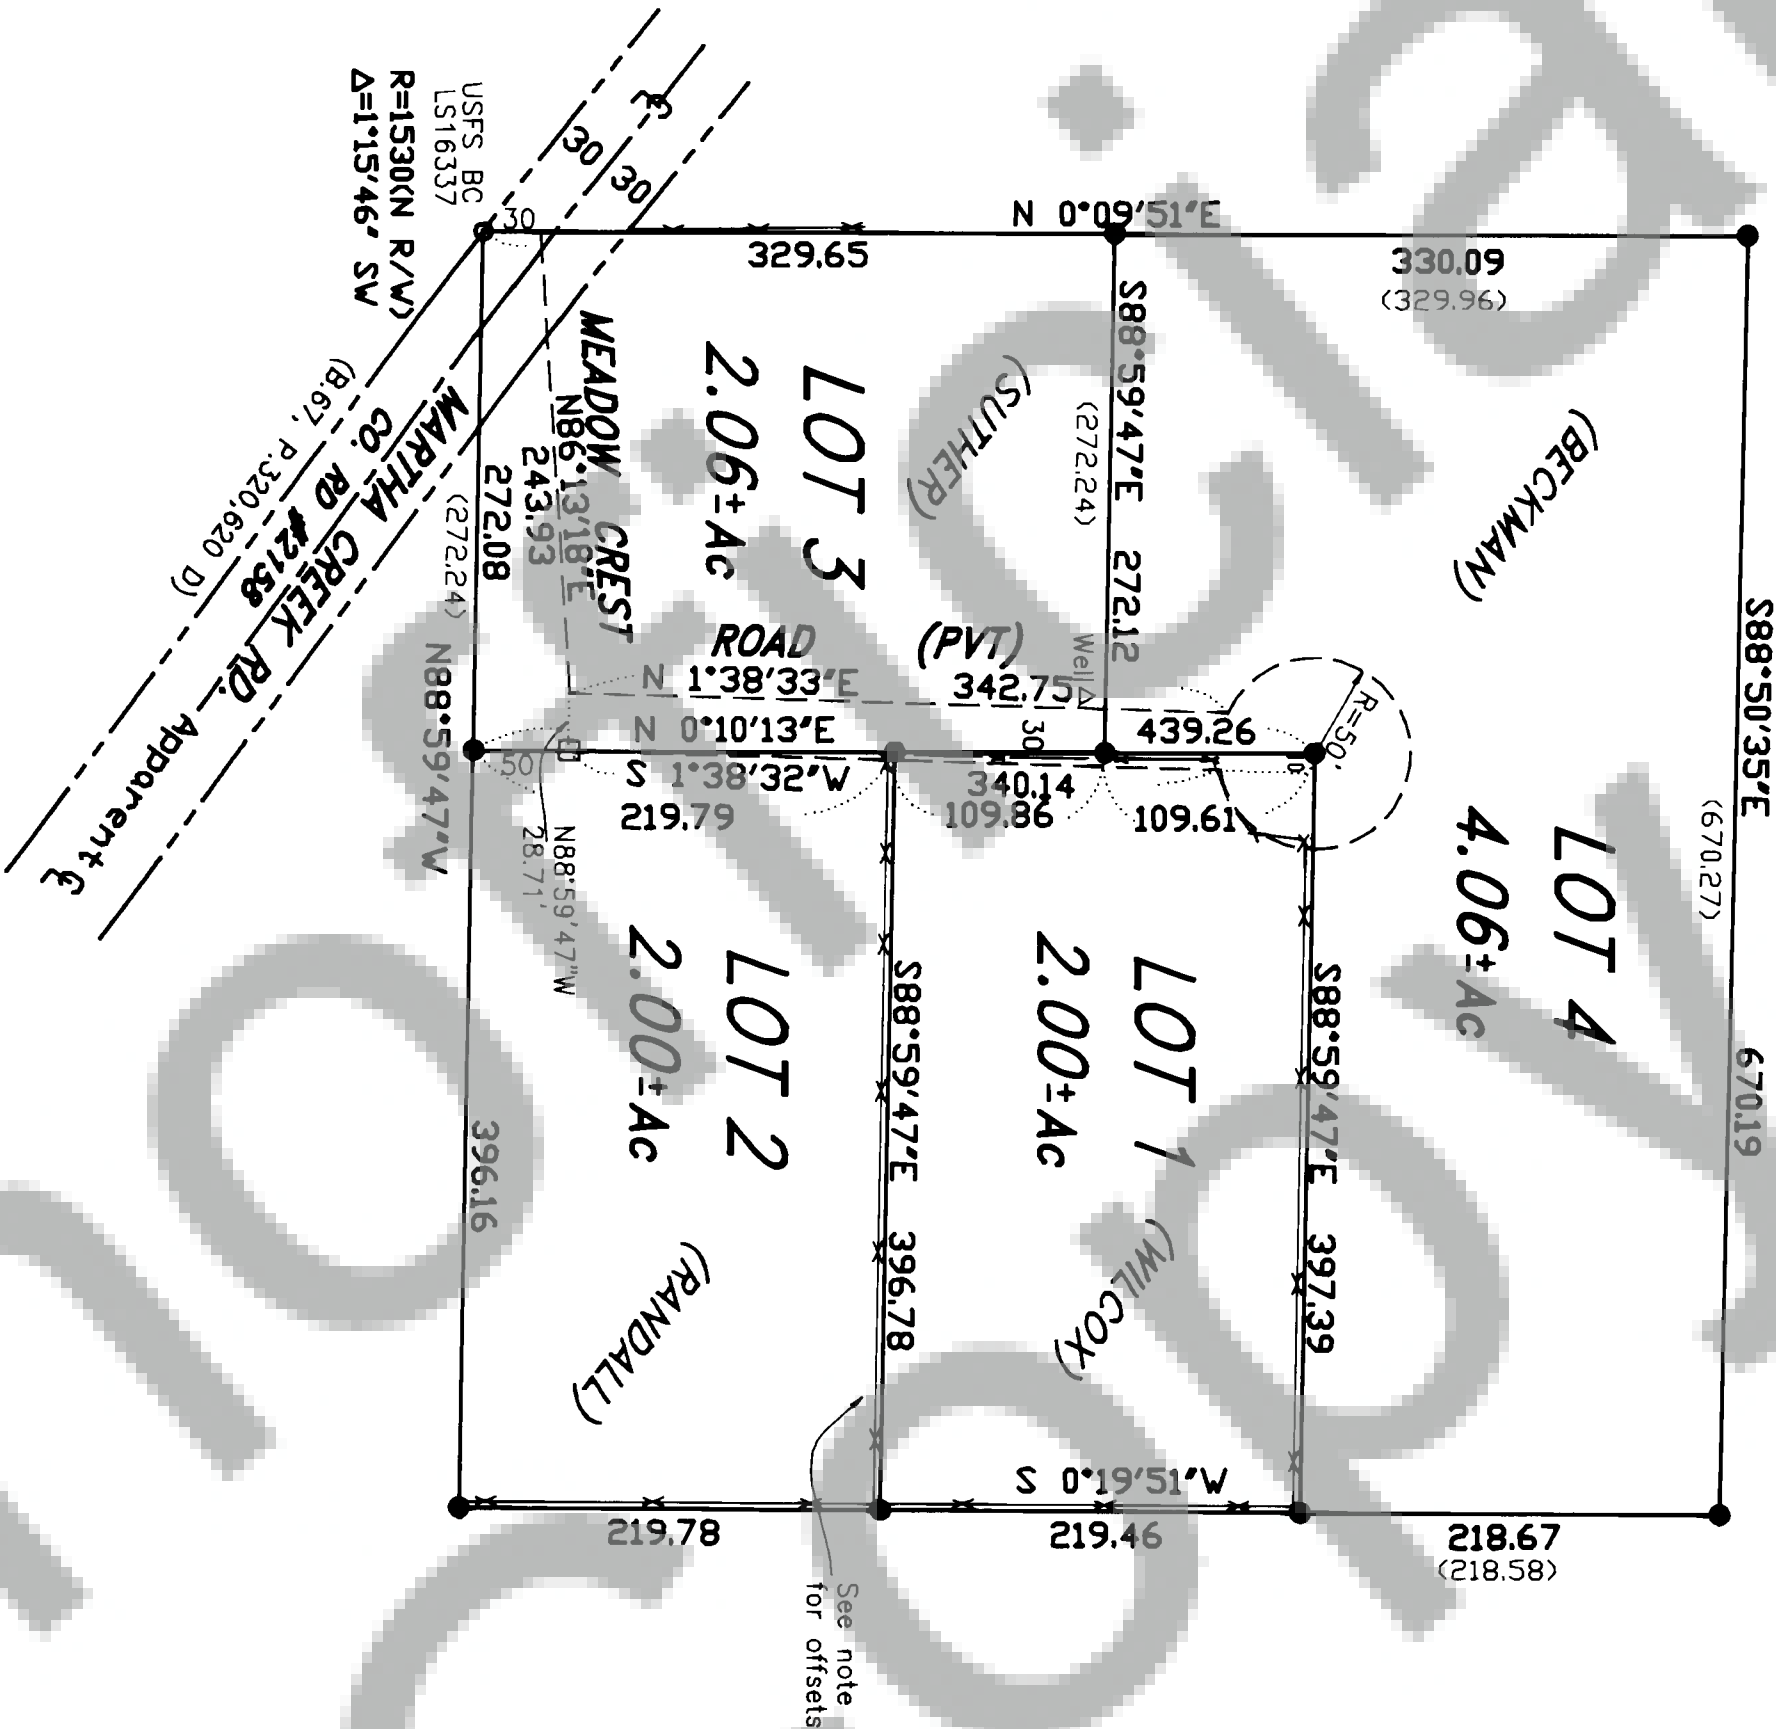 USFS BC
LS16337
R=1530(N R/W)
Δ=1°15'46" SW
℄
30
30
30
N 0°09'51"E
329.65
330.09
(329.96)
S88°59'47"E 272.12
(272.24)
S88°50'35"E
(670.27)
670.19
(BECKMAN)
LOT 4
4.06±Ac
(SUTHER)
LOT 3
2.06±Ac
MEADOW CREST
N86°13'18"E
243.93
272.08
(272.24)
ROAD (PVT)
Well
N 1°38'33"E 342.75
N 0°10'13"E
30
439.26
R=50'
S 1°38'32"W
340.14
219.79
109.86
109.61
50
N88°59'47"W
28.71'
N88°59'47"W
396.16
MARTHA CREEK RD.
CO. RD #2158
(B.67, P.320,620 D)
Apparent ℄
LOT 2
2.00±Ac
(RANDALL)
S88°59'47"E 396.78
LOT 1
2.00±Ac
(WILCOX)
S88°59'47"E 397.39
S 0°19'51"W
219.78
219.46
218.67
(218.58)
See note
for offsets